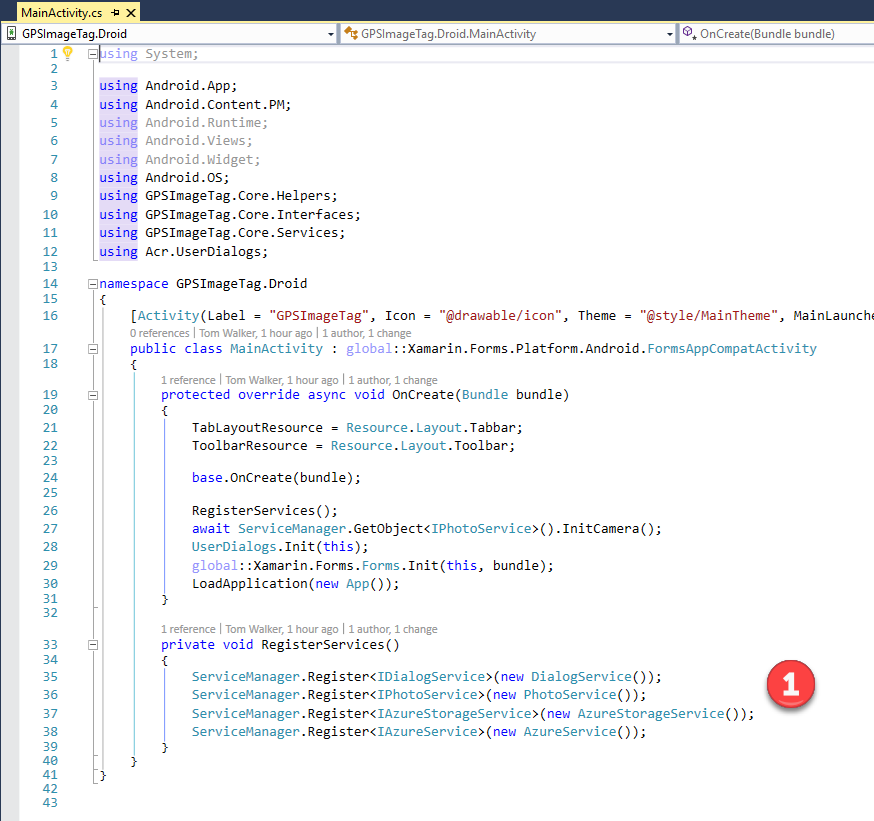 MainActivity.cs
GPSImageTag.Droid GPSImageTag.Droid.MainActivity OnCreate(Bundle bundle)
1 using System;
2
3 using Android.App;
4 using Android.Content.PM;
5 using Android.Runtime;
6 using Android.Views;
7 using Android.Widget;
8 using Android.OS;
9 using GPSImageTag.Core.Helpers;
10 using GPSImageTag.Core.Interfaces;
11 using GPSImageTag.Core.Services;
12 using Acr.UserDialogs;
13
14 namespace GPSImageTag.Droid
15 {
16 [Activity(Label = "GPSImageTag", Icon = "@drawable/icon", Theme = "@style/MainTheme", MainLaunche
0 references | Tom Walker, 1 hour ago | 1 author, 1 change
17 public class MainActivity : global::Xamarin.Forms.Platform.Android.FormsAppCompatActivity
18 {
1 reference | Tom Walker, 1 hour ago | 1 author, 1 change
19 protected override async void OnCreate(Bundle bundle)
20 {
21 TabLayoutResource = Resource.Layout.Tabbar;
22 ToolbarResource = Resource.Layout.Toolbar;
23
24 base.OnCreate(bundle);
25
26 RegisterServices();
27 await ServiceManager.GetObject<IPhotoService>().InitCamera();
28 UserDialogs.Init(this);
29 global::Xamarin.Forms.Forms.Init(this, bundle);
30 LoadApplication(new App());
31 }
32
1 reference | Tom Walker, 1 hour ago | 1 author, 1 change
33 private void RegisterServices()
34 {
35 ServiceManager.Register<IDialogService>(new DialogService());
36 ServiceManager.Register<IPhotoService>(new PhotoService());
1
37 ServiceManager.Register<IAzureStorageService>(new AzureStorageService());
38 ServiceManager.Register<IAzureService>(new AzureService());
39 }
40 }
41 }
42
43